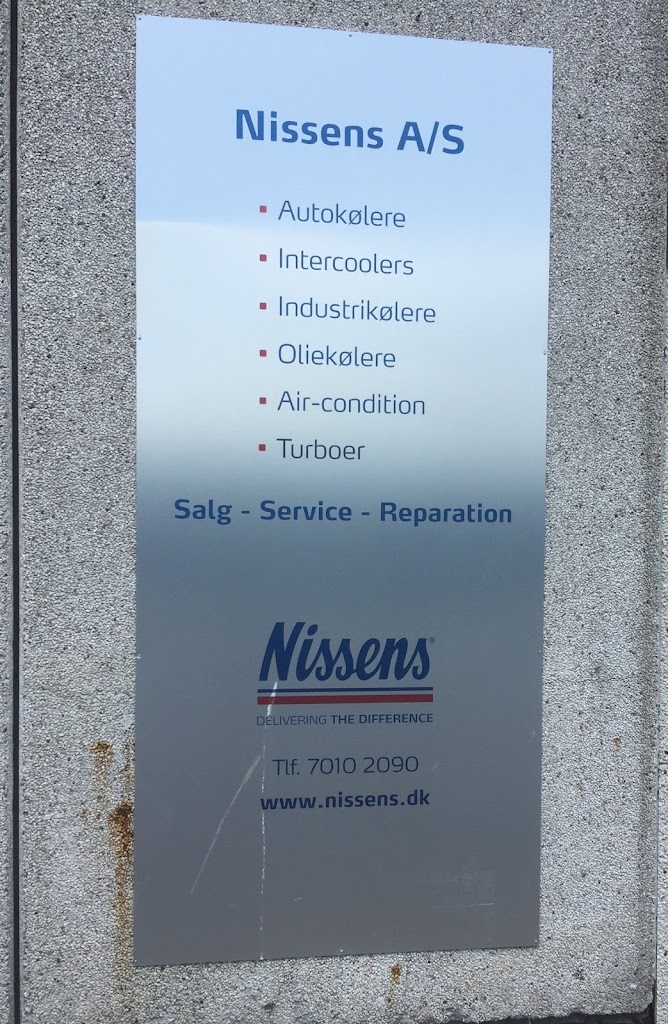 Nissens A/S
▪ Autokølere
▪ Intercoolers
▪ Industrikølere
▪ Oliekølere
▪ Air-condition
▪ Turboer
Salg - Service - Reparation
Nissens®
DELIVERING THE DIFFERENCE
Tlf. 7010 2090
www.nissens.dk